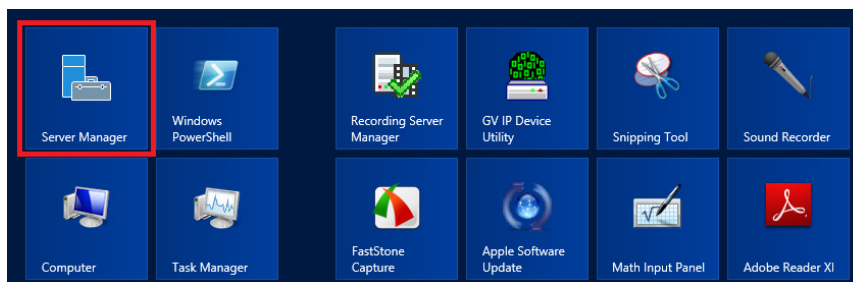 Server Manager
Windows
PowerShell
Recording Server
Manager
GV IP Device
Utility
Snipping Tool
Sound Recorder
Computer
Task Manager
FastStone
Capture
Apple Software
Update
Math Input Panel
Adobe Reader XI